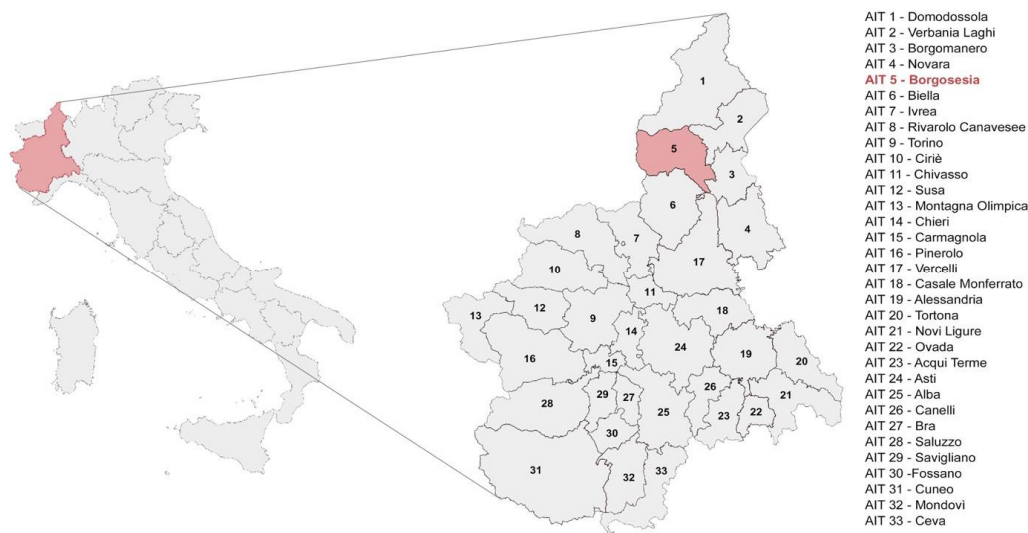 AIT 1 - Domodossola
AIT 2 - Verbania Laghi
AIT 3 - Borgomanero
AIT 4 - Novara
AIT 5 - Borgosesia
AIT 6 - Biella
AIT 7 - Ivrea
AIT 8 - Rivarolo Canavesee
AIT 9 - Torino
AIT 10 - Ciriè
AIT 11 - Chivasso
AIT 12 - Susa
AIT 13 - Montagna Olimpica
AIT 14 - Chieri
AIT 15 - Carmagnola
AIT 16 - Pinerolo
AIT 17 - Vercelli
AIT 18 - Casale Monferrato
AIT 19 - Alessandria
AIT 20 - Tortona
AIT 21 - Novi Ligure
AIT 22 - Ovada
AIT 23 - Acqui Terme
AIT 24 - Asti
AIT 25 - Alba
AIT 26 - Canelli
AIT 27 - Bra
AIT 28 - Saluzzo
AIT 29 - Savigliano
AIT 30 -Fossano
AIT 31 - Cuneo
AIT 32 - Mondovi
AIT 33 - Ceva
1
2
5
3
6
4
8
7
17
10
11
18
13
12
9
14
24
19
20
16
15
26
21
29
27
28
25
23
22
30
31
32
33